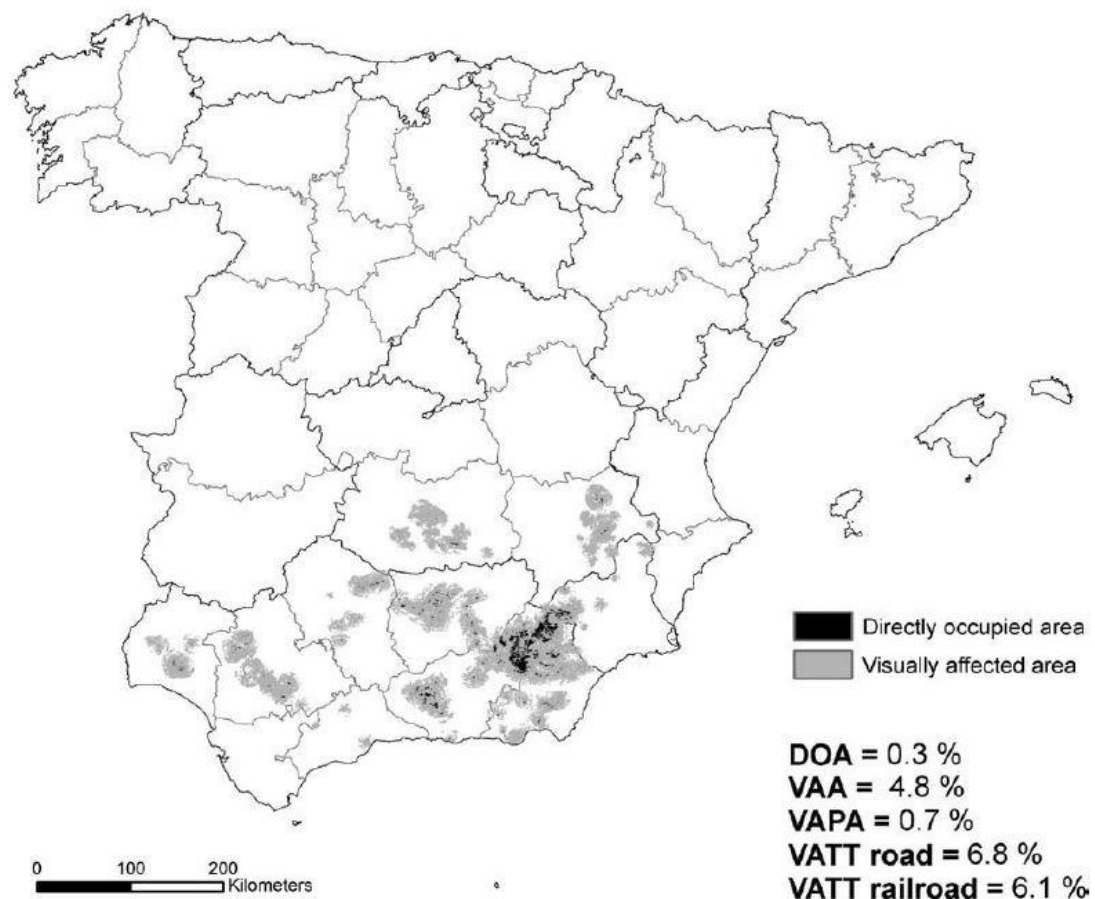 Directly occupied area
Visually affected area
DOA = 0.3 %
VAA = 4.8 %
VAPA = 0.7 %
VATT road = 6.8 %
VATT railroad = 6.1 %
0 100 200
Kilometers